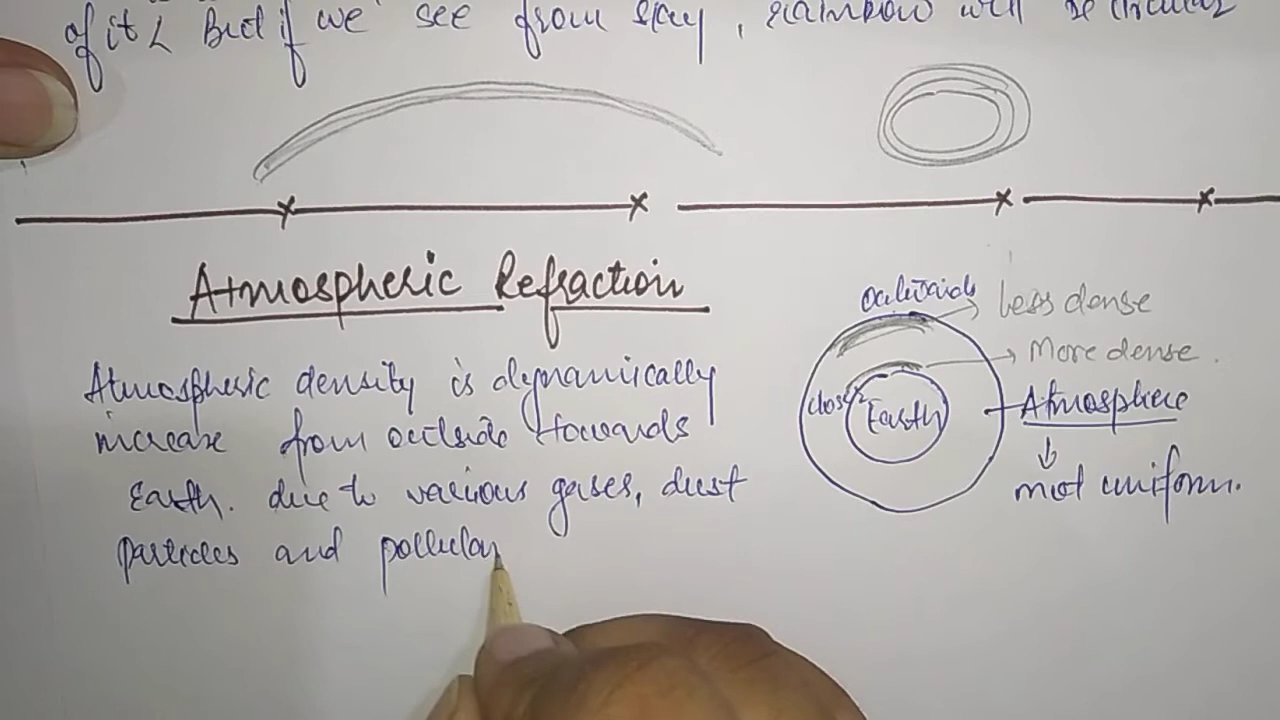 of it. But if we see from sky, rainbow will be circular
Atmospheric Refraction
Atmospheric density is dynamically
increase from outside towards
Earth. due to various gases, dust
particles and pollutan
outside
less dense
More dense.
closer
Earth
Atmosphere
not uniform.